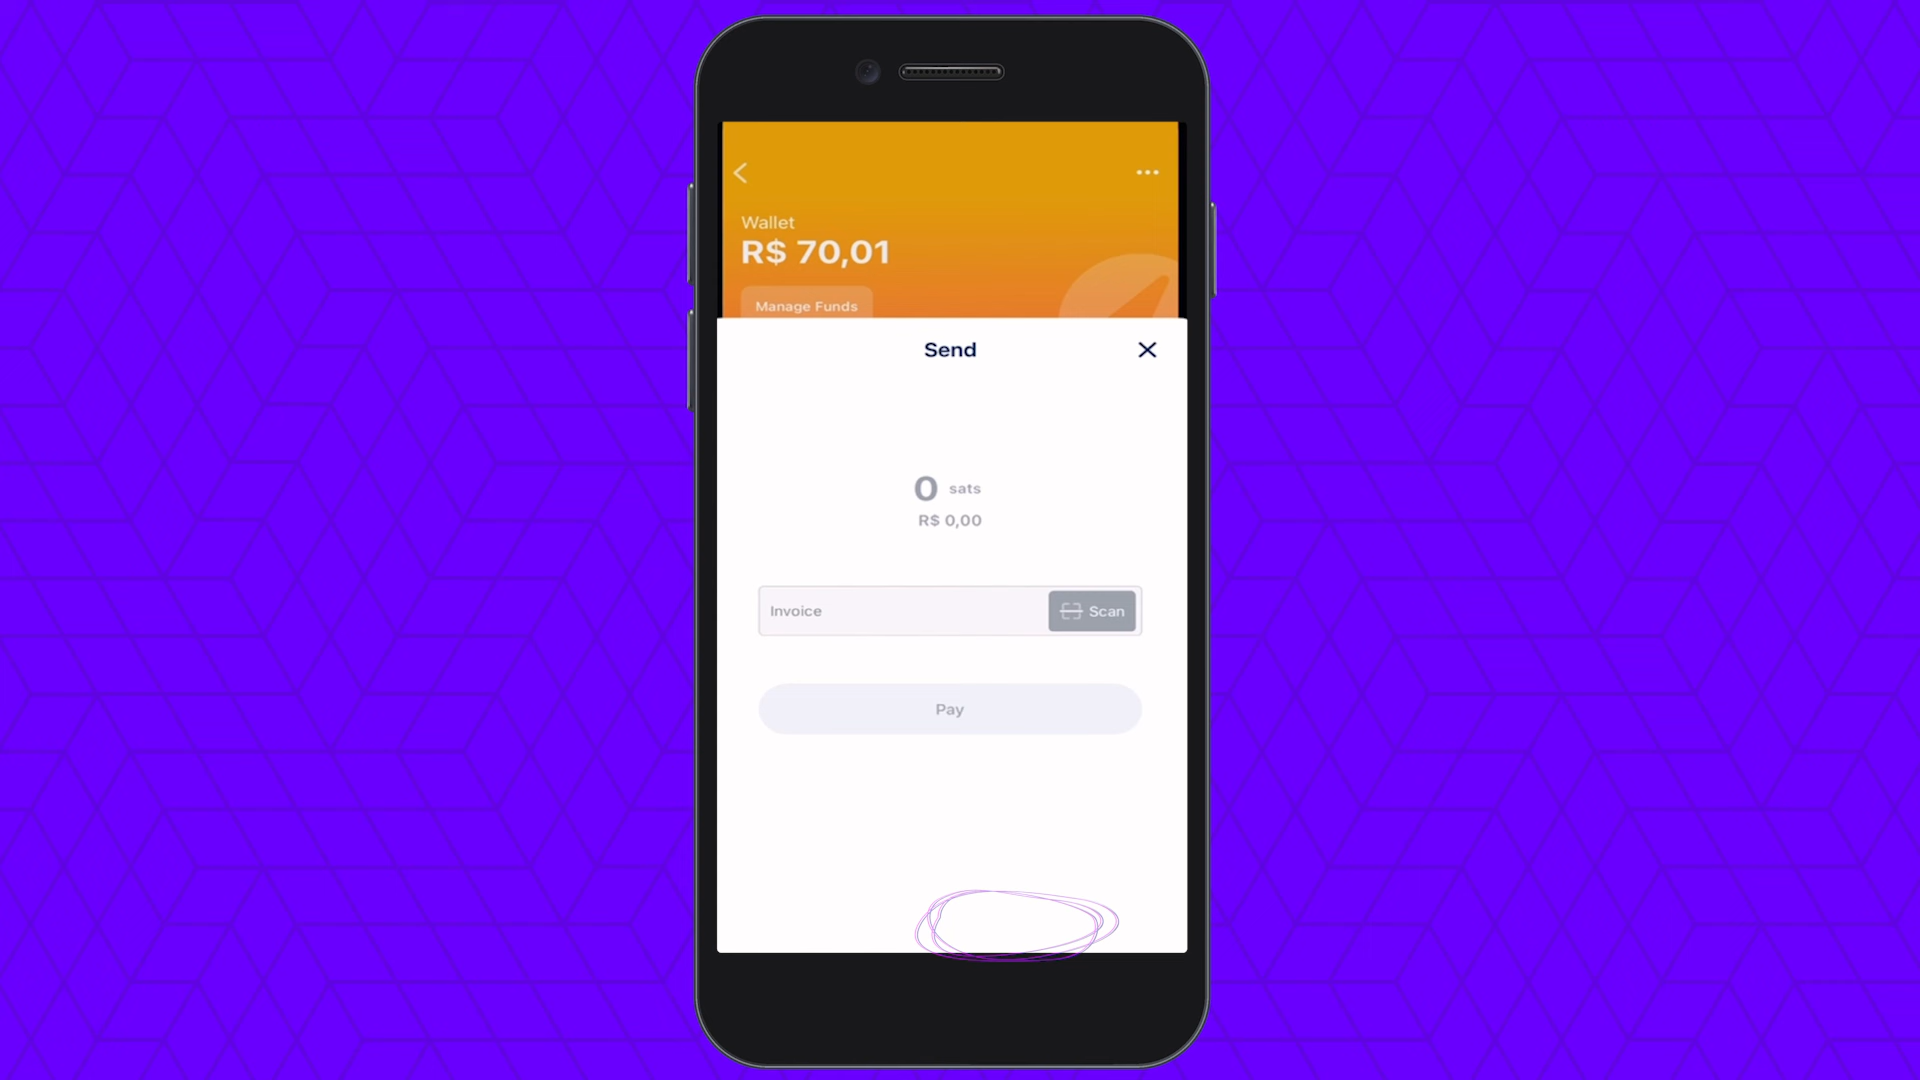 Wallet
R$ 70,01
Manage Funds
Send
0 sats
R$ 0,00
Invoice
Scan
Pay